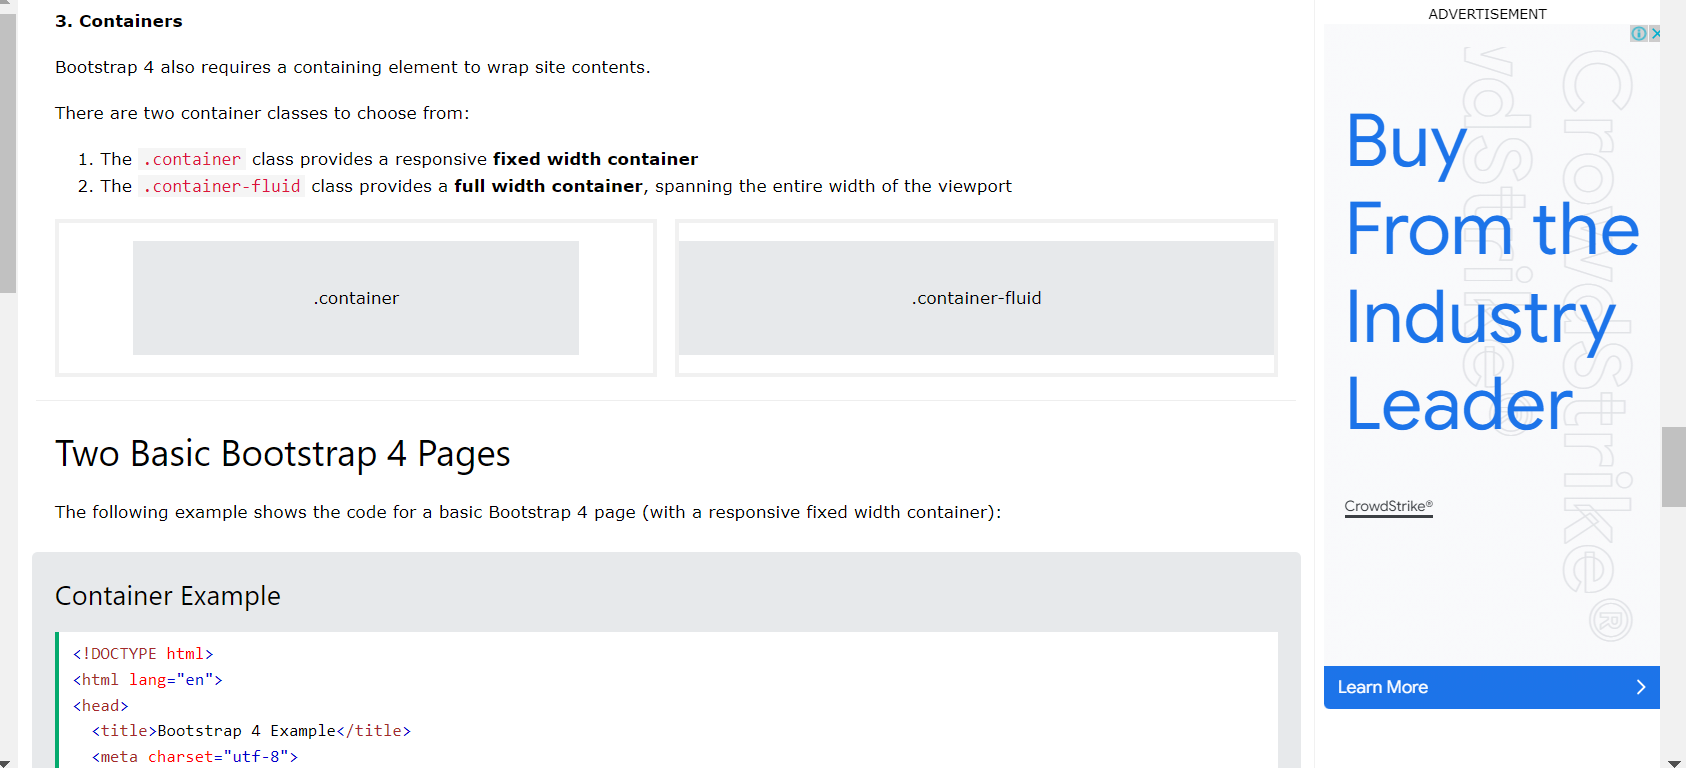 3. Containers
Bootstrap 4 also requires a containing element to wrap site contents.
There are two container classes to choose from:
1. The .container class provides a responsive fixed width container
2. The .container-fluid class provides a full width container, spanning the entire width of the viewport
.container
.container-fluid
Two Basic Bootstrap 4 Pages
The following example shows the code for a basic Bootstrap 4 page (with a responsive fixed width container):
Container Example
<!DOCTYPE html>
<html lang="en">
<head>
<title>Bootstrap 4 Example</title>
<meta charset="utf-8">
ADVERTISEMENT
CrowdStrike®
CrowdStrike®
Buy
From the
Industry
Leader
CrowdStrike®
Learn More